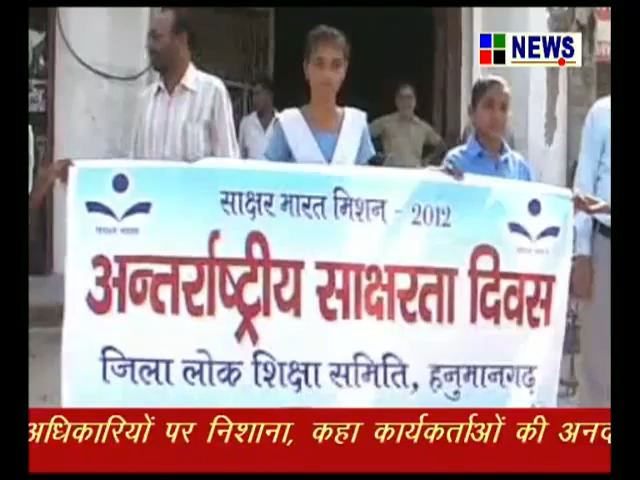 NEWS
साक्षर भारत मिशन - 2012
अन्तर्राष्ट्रीय साक्षरता दिवस
जिला लोक शिक्षा समिति, हनुमानगढ़
अधिकारियों पर निशाना, कहा कार्यकर्ताओं की